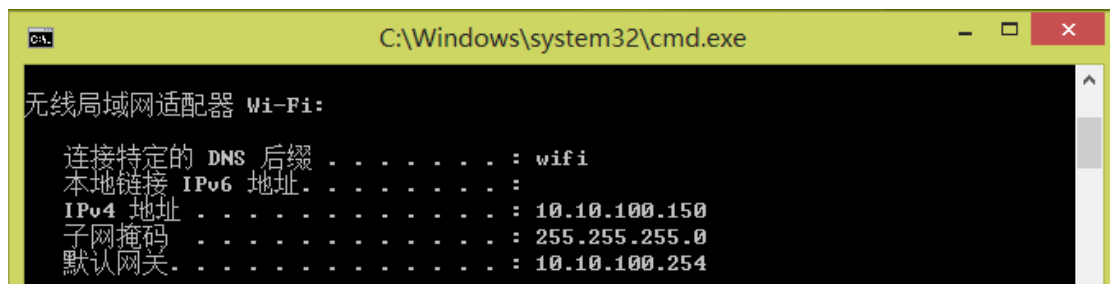 C:\Windows\system32\cmd.exe
无线局域网适配器 Wi-Fi:
连接特定的 DNS 后缀 . . . . . . . : wifi
本地链接 IPv6 地址. . . . . . . . :
IPv4 地址 . . . . . . . . . . . . : 10.10.100.150
子网掩码 . . . . . . . . . . . . : 255.255.255.0
默认网关. . . . . . . . . . . . . : 10.10.100.254